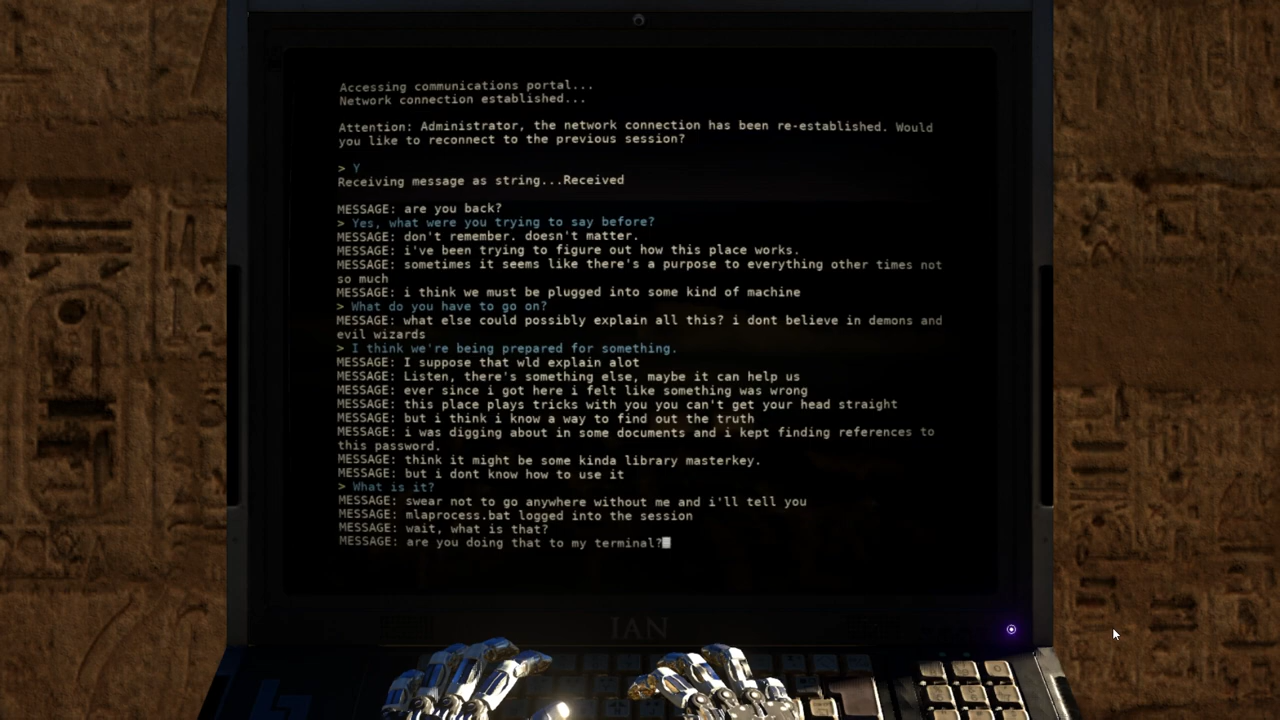 Accessing communications portal...
Network connection established...
Attention: Administrator, the network connection has been re-established. Would
you like to reconnect to the previous session?
> Y
Receiving message as string...Received
MESSAGE: are you back?
> Yes, what were you trying to say before?
MESSAGE: don't remember. doesn't matter.
MESSAGE: i've been trying to figure out how this place works.
MESSAGE: sometimes it seems like there's a purpose to everything other times not
so much
MESSAGE: i think we must be plugged into some kind of machine
> What do you have to go on?
MESSAGE: what else could possibly explain all this? i dont believe in demons and
evil wizards
> I think we're being prepared for something.
MESSAGE: I suppose that wld explain alot
MESSAGE: Listen, there's something else, maybe it can help us
MESSAGE: ever since i got here i felt like something was wrong
MESSAGE: this place plays tricks with you you can't get your head straight
MESSAGE: but i think i know a way to find out the truth
MESSAGE: i was digging about in some documents and i kept finding references to
this password.
MESSAGE: think it might be some kinda library masterkey.
MESSAGE: but i dont know how to use it
> What is it?
MESSAGE: swear not to go anywhere without me and i'll tell you
MESSAGE: mlaprocess.bat logged into the session
MESSAGE: wait, what is that?
MESSAGE: are you doing that to my terminal?
IAN